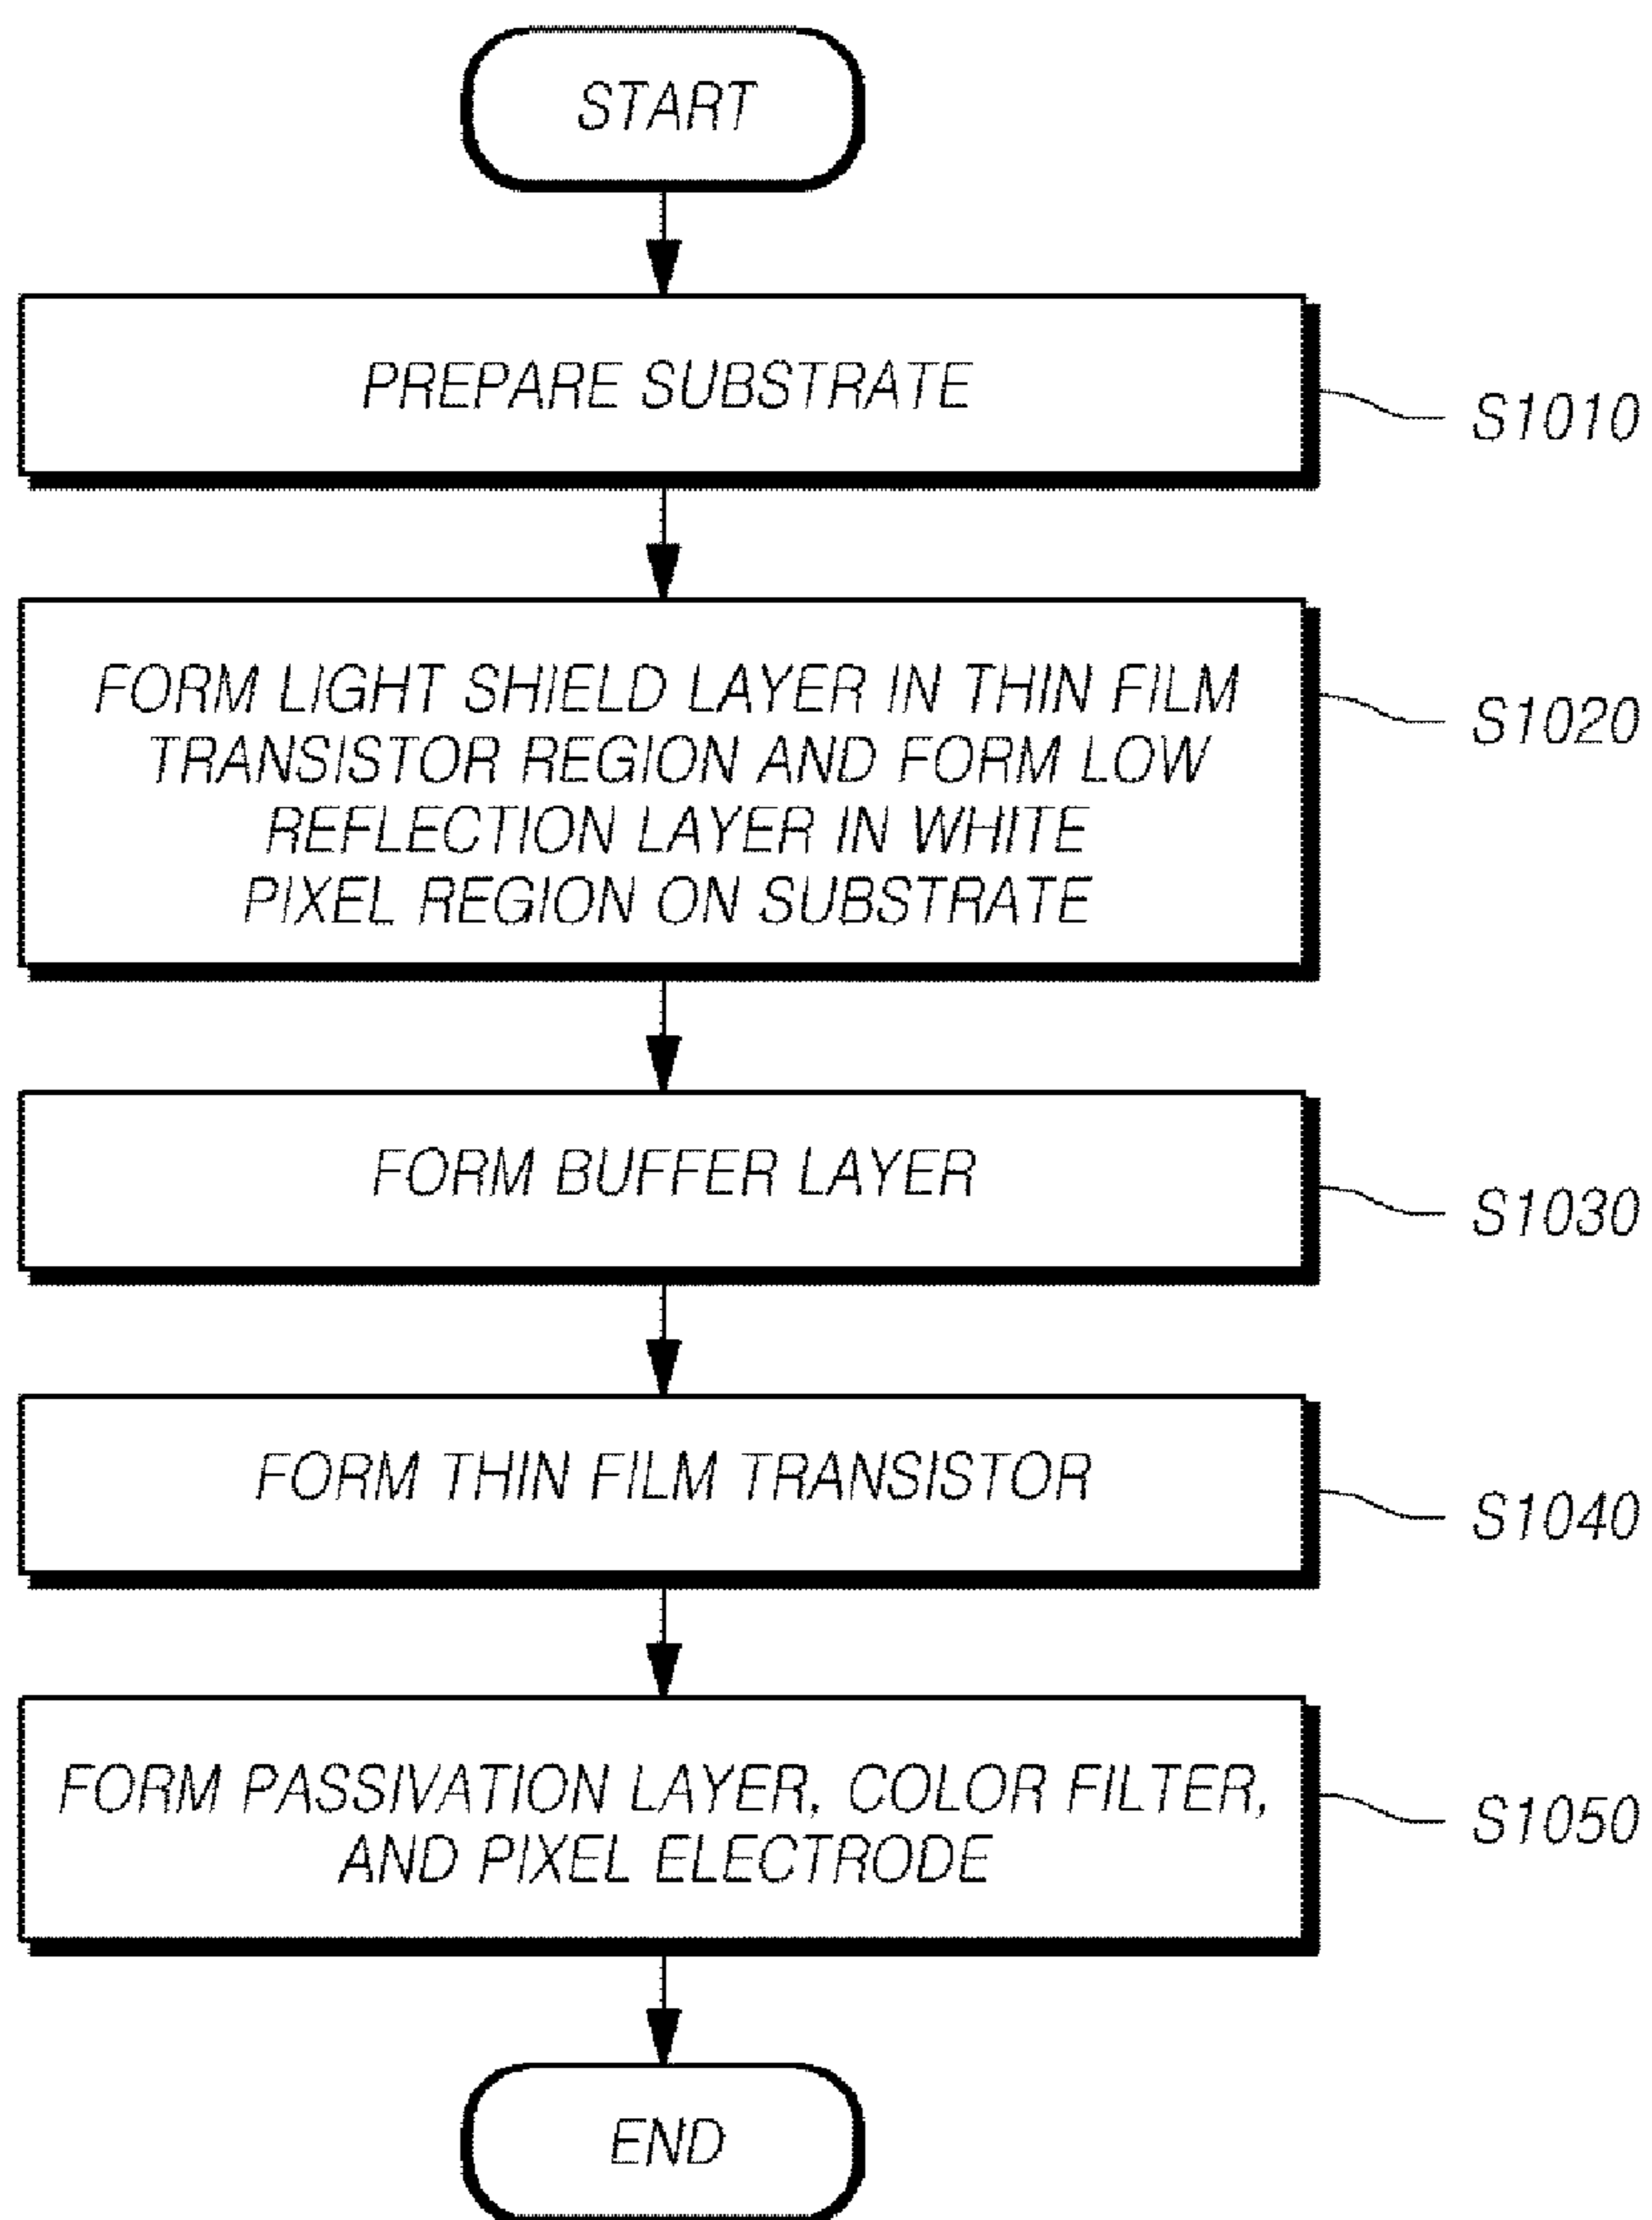 START
PREPARE SUBSTRATE
S1010
FORM LIGHT SHIELD LAYER IN THIN FILM
TRANSISTOR REGION AND FORM LOW
REFLECTION LAYER IN WHITE
PIXEL REGION ON SUBSTRATE
S1020
FORM BUFFER LAYER
S1030
FORM THIN FILM TRANSISTOR
S1040
FORM PASSIVATION LAYER, COLOR FILTER,
AND PIXEL ELECTRODE
S1050
END